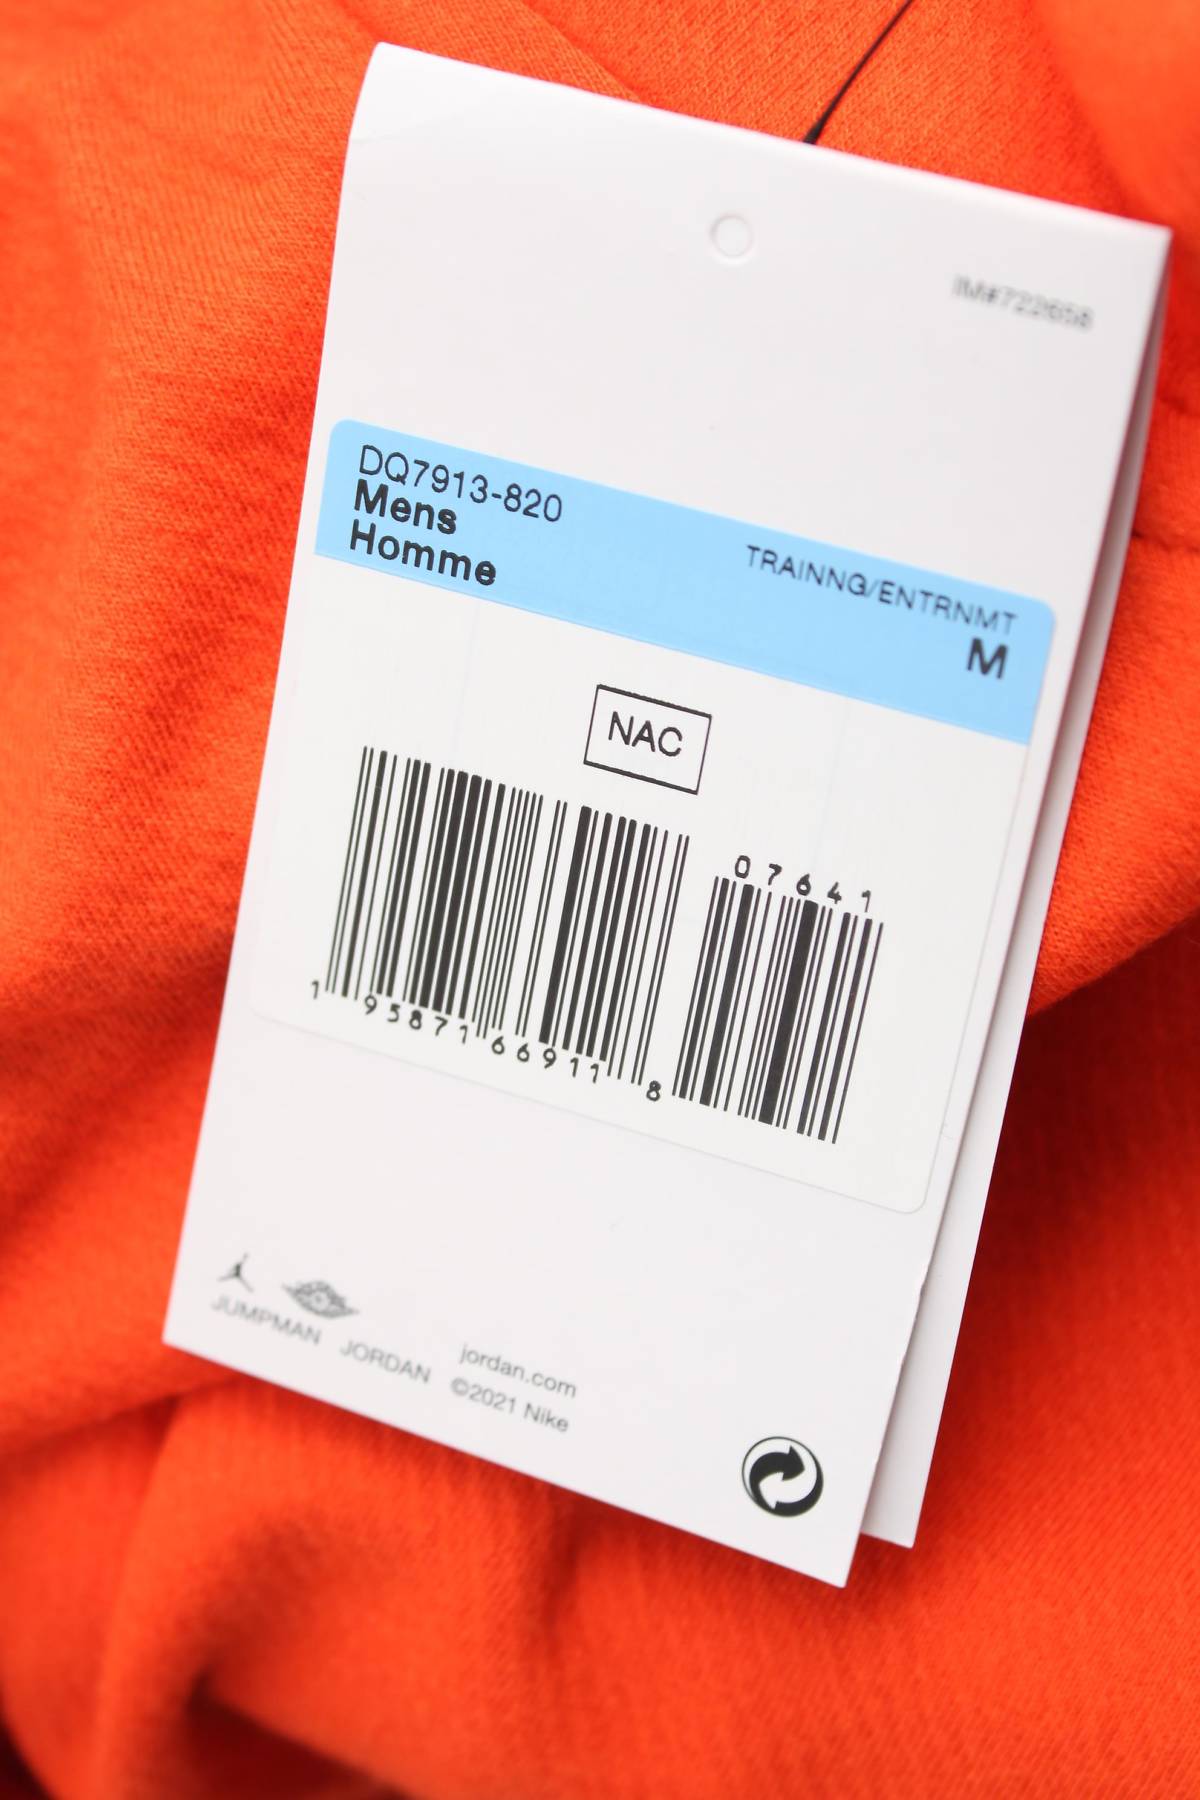 IM#722658
DQ7913-820
Mens
Homme
TRAINNG/ENTRNMT
M
NAC
07641
1 95871 66911 8
JUMPMAN
JORDAN
jordan.com
©2021 Nike